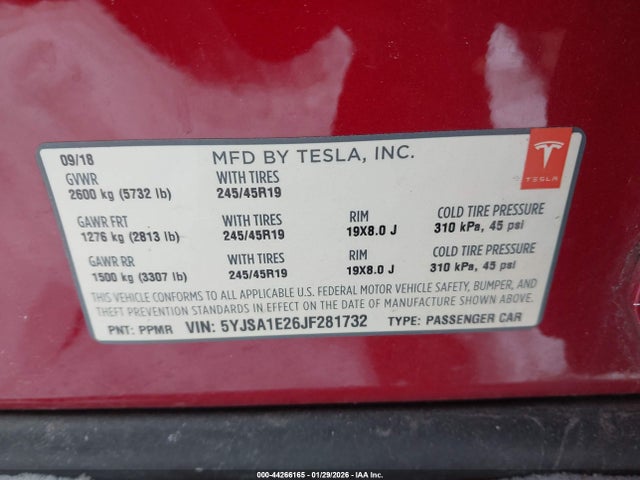 09/18 MFD BY TESLA, INC.
GVWR WITH TIRES
2600 kg (5732 lb) 245/45R19
TESLA
GAWR FRT WITH TIRES RIM COLD TIRE PRESSURE
1276 kg (2813 lb) 245/45R19 19X8.0 J 310 kPa, 45 psi
GAWR RR WITH TIRES RIM COLD TIRE PRESSURE
1500 kg (3307 lb) 245/45R19 19X8.0 J 310 kPa, 45 psi
THIS VEHICLE CONFORMS TO ALL APPLICABLE U.S. FEDERAL MOTOR VEHICLE SAFETY, BUMPER, AND
THEFT PREVENTION STANDARDS IN EFFECT ON THE DATE OF MANUFACTURE SHOWN ABOVE.
PNT: PPMR VIN: 5YJSA1E26JF281732 TYPE: PASSENGER CAR
000-44266165 - 01/29/2026 - IAA Inc.